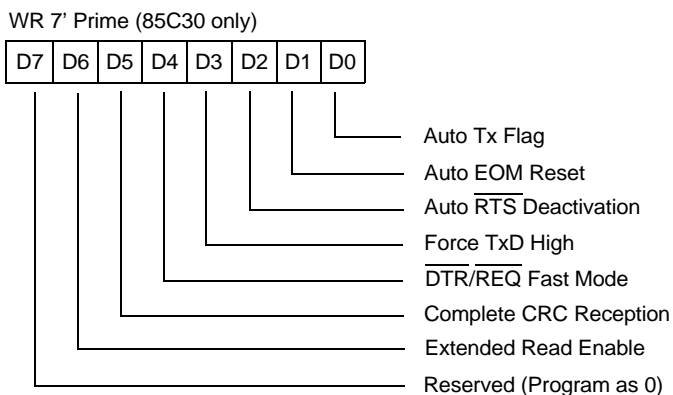 WR 7’ Prime (85C30 only)
D7 D6 D5 D4 D3 D2 D1 D0
Auto Tx Flag
Auto EOM Reset
Auto RTS Deactivation
Force TxD High
DTR/REQ Fast Mode
Complete CRC Reception
Extended Read Enable
Reserved (Program as 0)